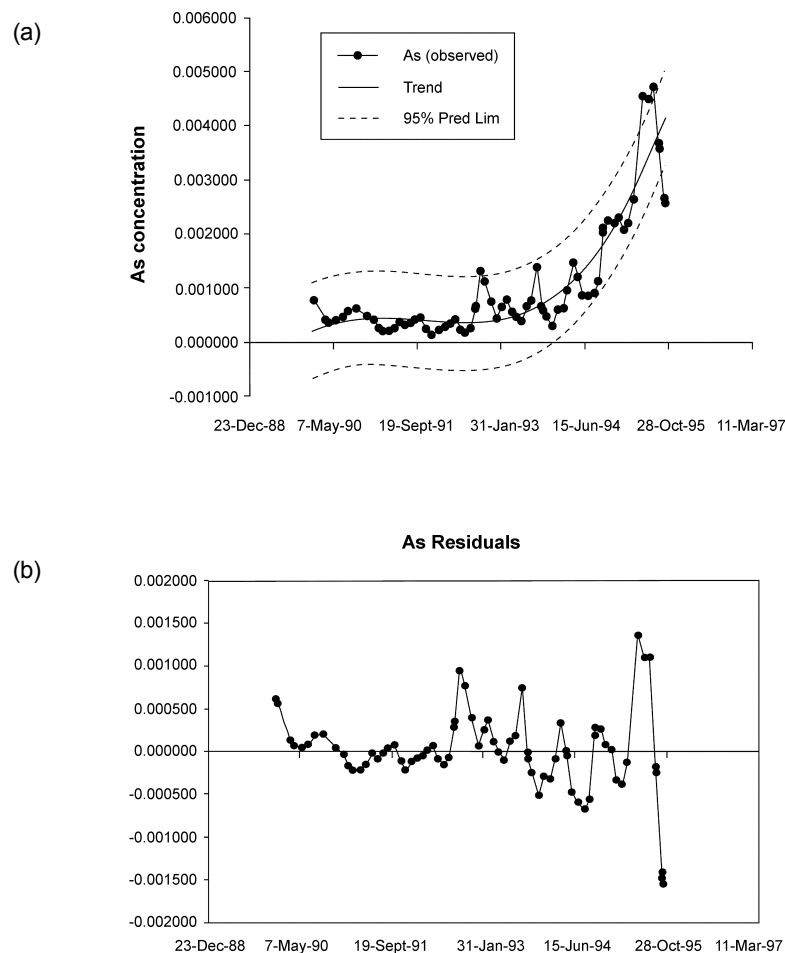 (a)
0.006000
0.005000
0.004000
0.003000
0.002000
0.001000
0.000000
-0.001000
As concentration
As (observed)
Trend
95% Pred Lim
23-Dec-88 7-May-90 19-Sept-91 31-Jan-93 15-Jun-94 28-Oct-95 11-Mar-97
(b)
As Residuals
0.002000
0.001500
0.001000
0.000500
0.000000
-0.000500
-0.001000
-0.001500
-0.002000
23-Dec-88 7-May-90 19-Sept-91 31-Jan-93 15-Jun-94 28-Oct-95 11-Mar-97